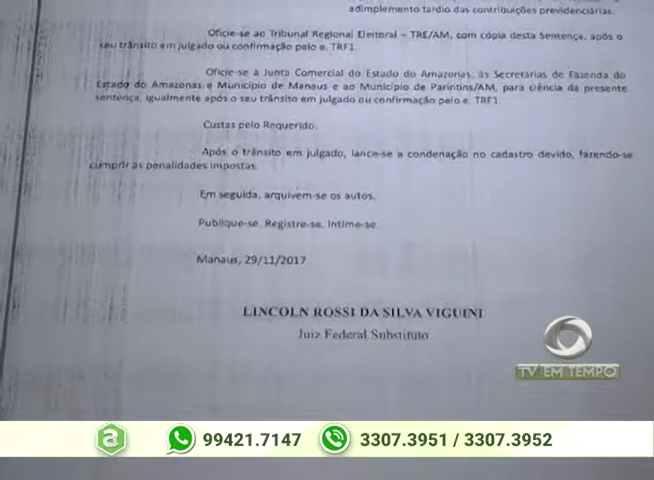 adimplemento tardio das contribuições previdenciárias.
Oficie-se ao Tribunal Regional Eleitoral – TRE/AM, com cópia desta Sentença, após o
seu trânsito em julgado ou confirmação pelo e. TRF1.
Oficie-se à Junta Comercial do Estado do Amazonas, às Secretarias de Fazenda do
Estado do Amazonas e Município de Manaus e ao Município de Parintins/AM, para ciência da presente
sentença, igualmente após o seu trânsito em julgado ou confirmação pelo e. TRF1.
Custas pelo Requerido.
Após o trânsito em julgado, lance-se a condenação no cadastro devido, fazendo-se
cumprir as penalidades impostas.
Em seguida, arquivem-se os autos.
Publique-se. Registre-se. Intime-se.
Manaus, 29/11/2017
LINCOLN ROSSI DA SILVA VIGUINI
Juiz Federal Substituto
TV EM TEMPO
a 99421.7147 3307.3951 / 3307.3952